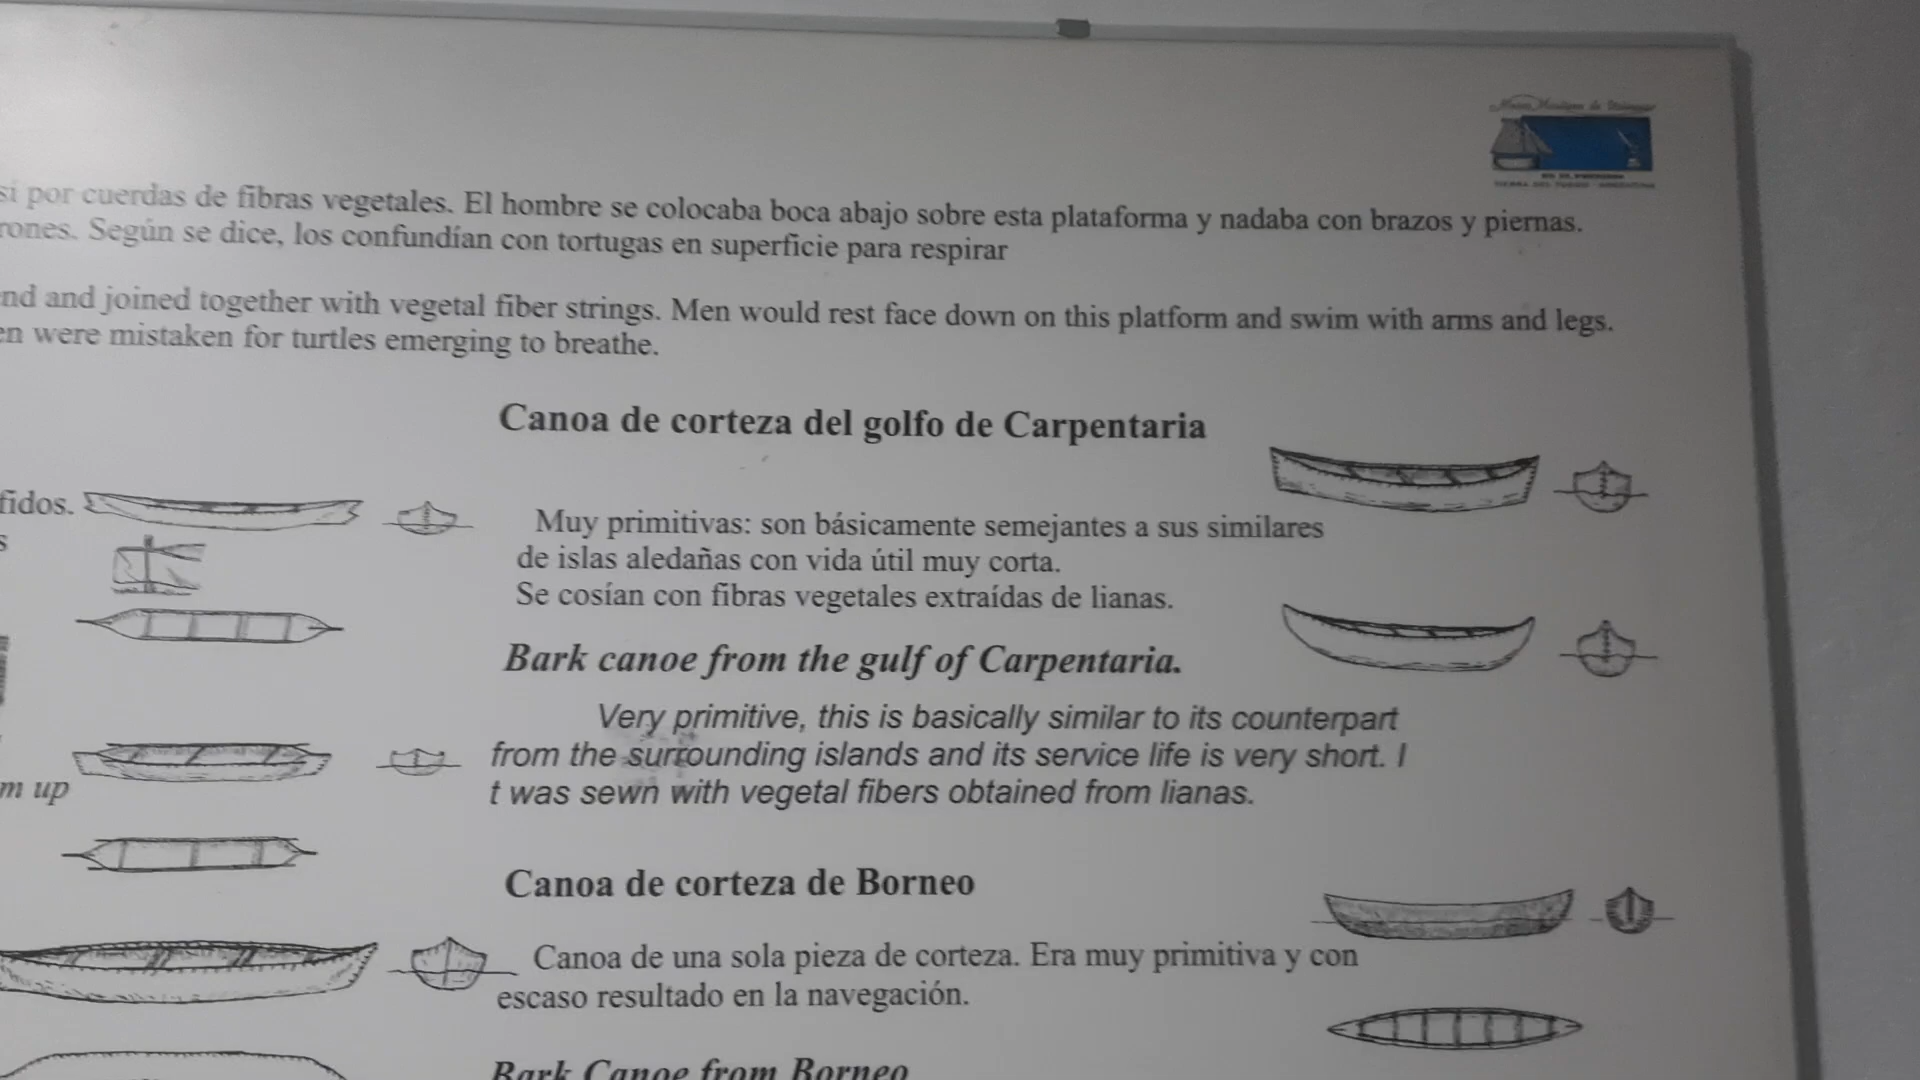 sí por cuerdas de fibras vegetales. El hombre se colocaba boca abajo sobre esta plataforma y nadaba con brazos y piernas.
rones. Según se dice, los confundían con tortugas en superficie para respirar
nd and joined together with vegetal fiber strings. Men would rest face down on this platform and swim with arms and legs.
en were mistaken for turtles emerging to breathe.
Canoa de corteza del golfo de Carpentaria
fidos.
s
Muy primitivas: son básicamente semejantes a sus similares
de islas aledañas con vida útil muy corta.
Se cosían con fibras vegetales extraídas de lianas.
Bark canoe from the gulf of Carpentaria.
Very primitive, this is basically similar to its counterpart
from the surrounding islands and its service life is very short. I
t was sewn with vegetal fibers obtained from lianas.
m up
Canoa de corteza de Borneo
Canoa de una sola pieza de corteza. Era muy primitiva y con
escaso resultado en la navegación.
Bark Canoe from Borneo